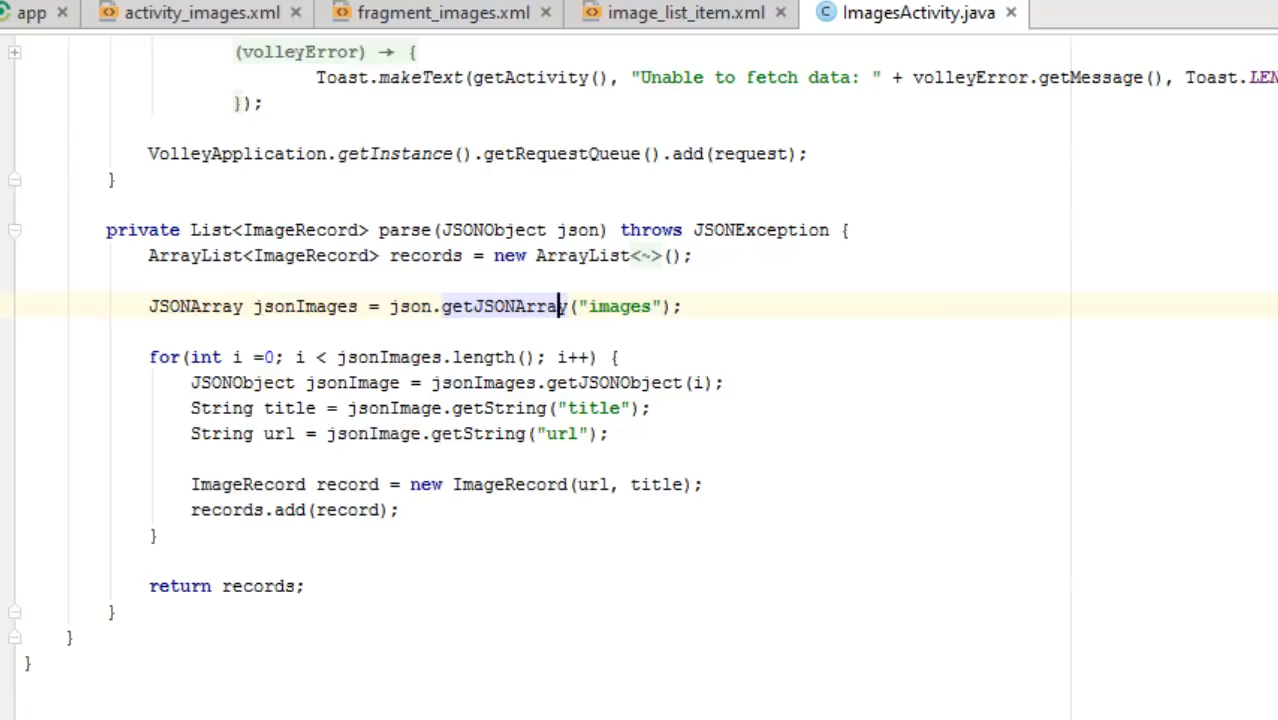 app activity_images.xml fragment_images.xml image_list_item.xml ImagesActivity.java
(volleyError) → {
Toast.makeText(getActivity(), "Unable to fetch data: " + volleyError.getMessage(), Toast.LEN
});
VolleyApplication.getInstance().getRequestQueue().add(request);
}
private List<ImageRecord> parse(JSONObject json) throws JSONException {
ArrayList<ImageRecord> records = new ArrayList<~>();
JSONArray jsonImages = json.getJSONArray("images");
for(int i =0; i < jsonImages.length(); i++) {
JSONObject jsonImage = jsonImages.getJSONObject(i);
String title = jsonImage.getString("title");
String url = jsonImage.getString("url");
ImageRecord record = new ImageRecord(url, title);
records.add(record);
}
return records;
}
}
}